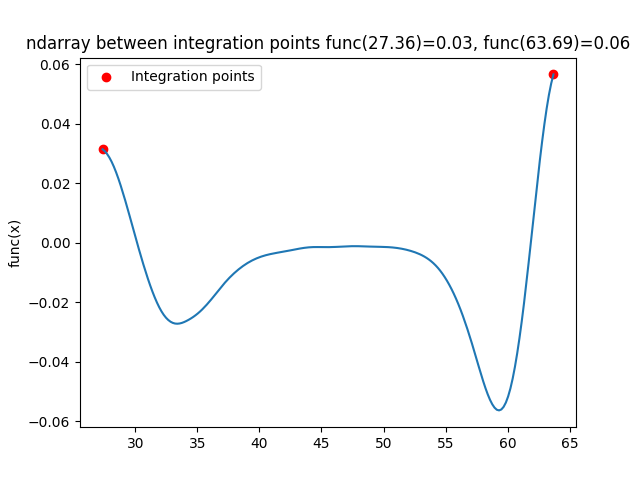 ndarray between integration points func(27.36)=0.03, func(63.69)=0.06
Integration points
func(x)
0.06
0.04
0.02
0.00
−0.02
−0.04
−0.06
30 35 40 45 50 55 60 65